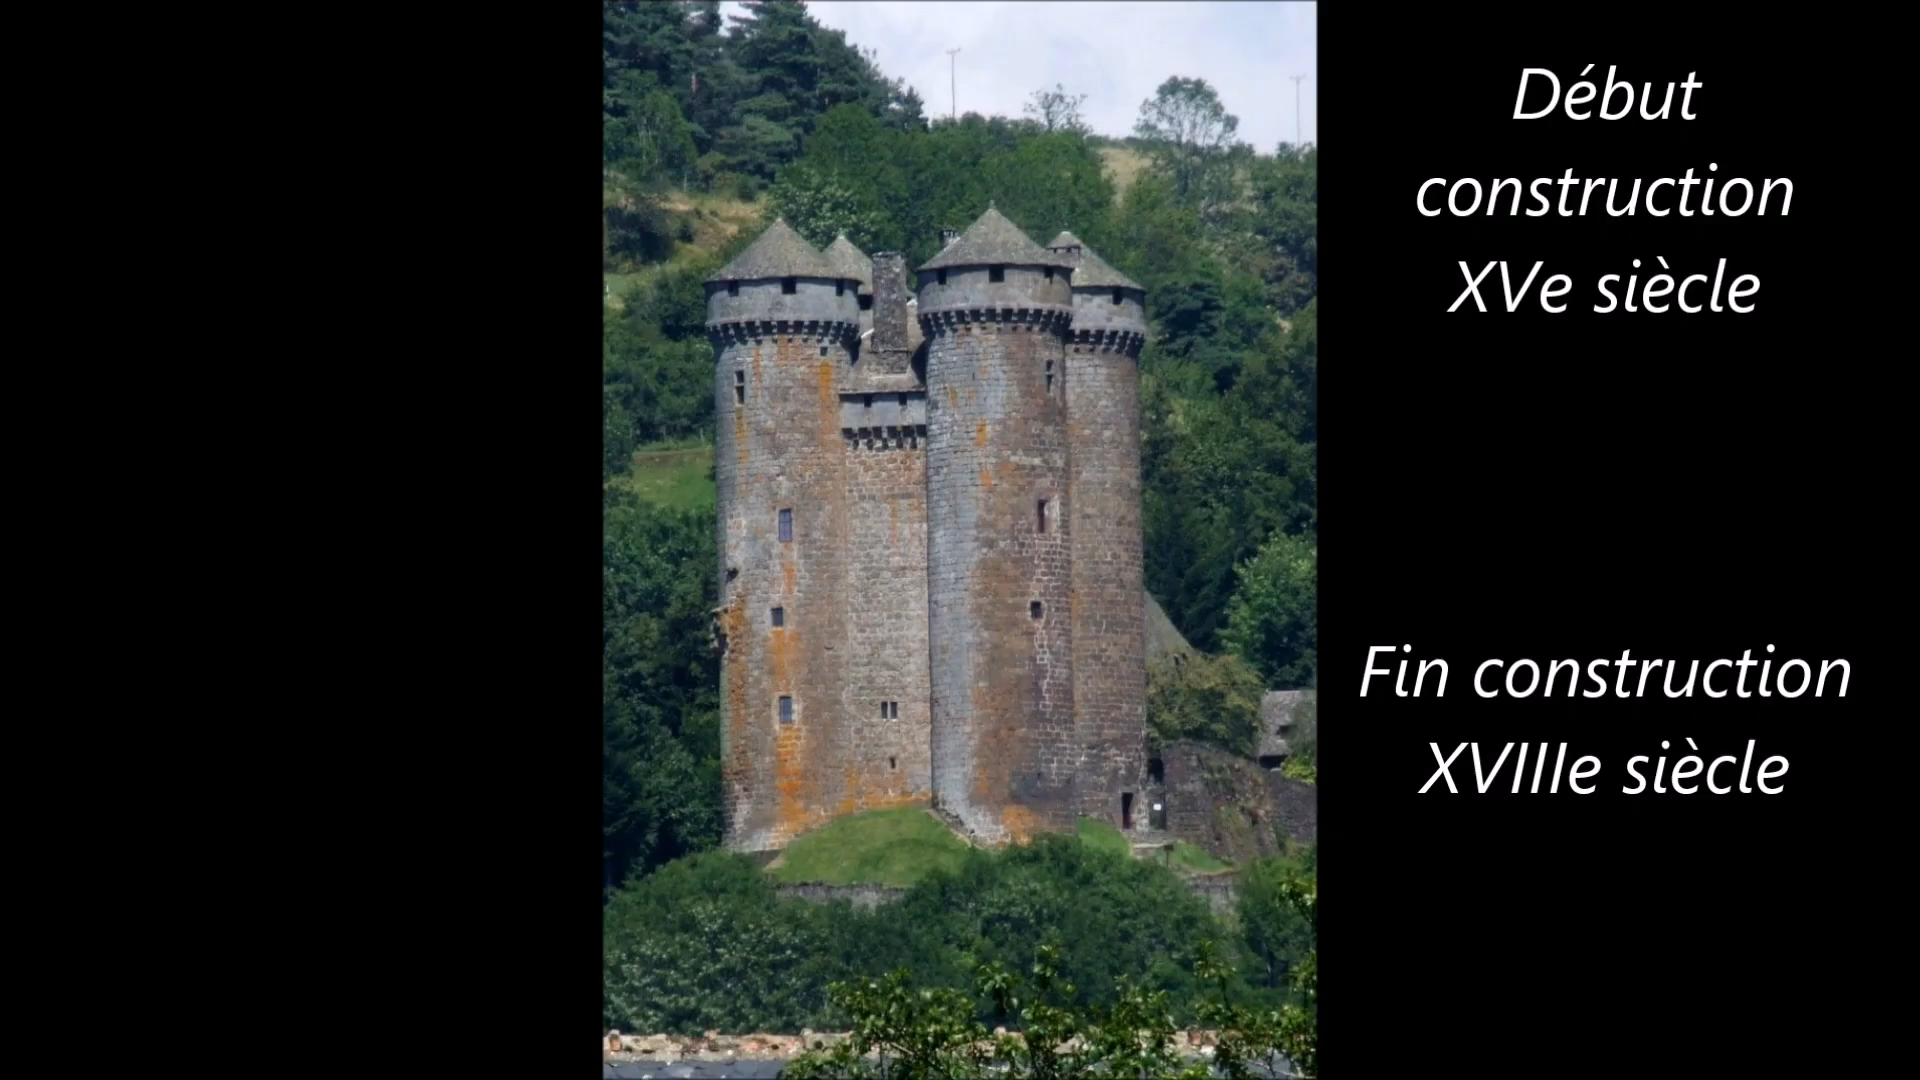 Début
construction
XVe siècle
Fin construction
XVIIIe siècle